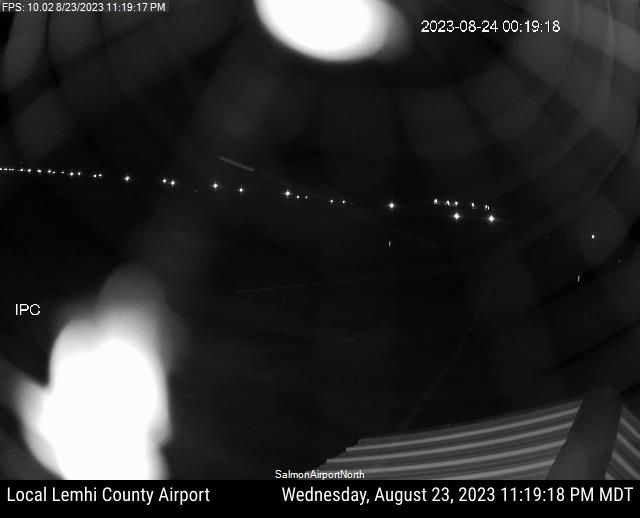 FPS: 10.02 8/23/2023 11:19:17 PM
2023-08-24 00:19:18
IPC
SalmonAirportNorth
Local Lemhi County Airport
Wednesday, August 23, 2023 11:19:18 PM MDT